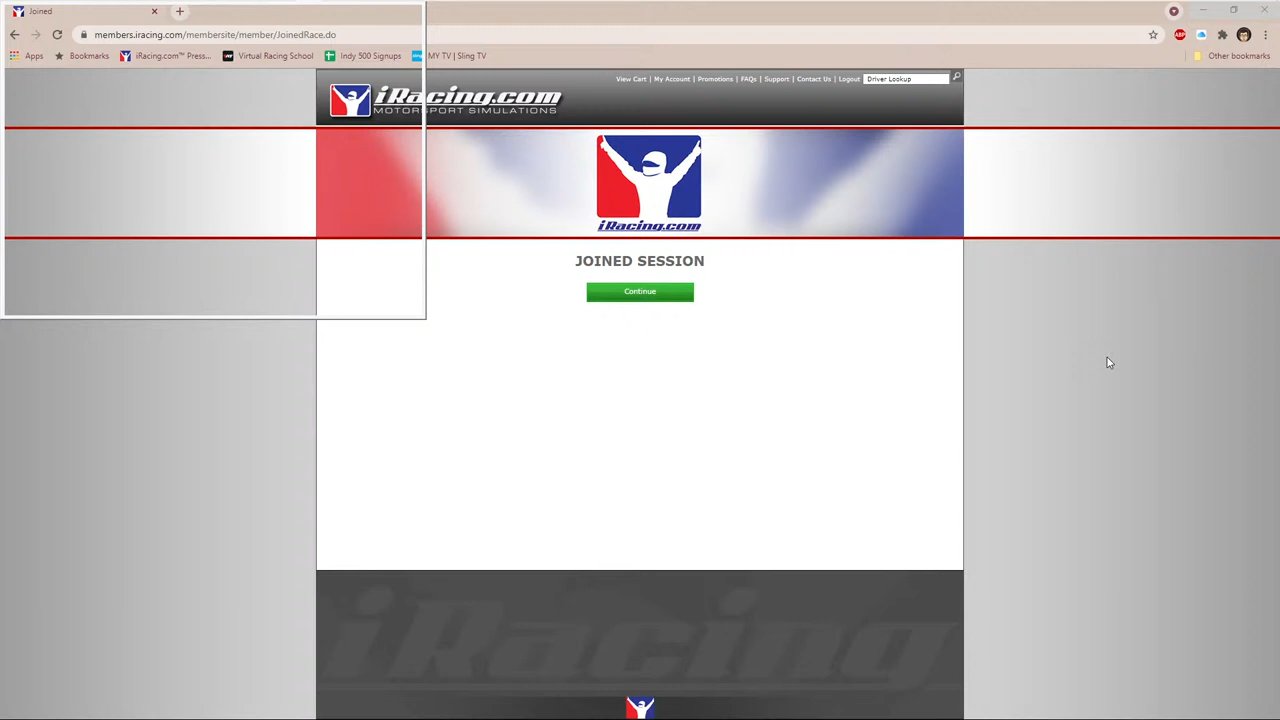 Joined
members.iracing.com/membersite/member/JoinedRace.do
ABP
Apps
Bookmarks
iRacing.com™ Press...
Virtual Racing School
Indy 500 Signups
MY TV | Sling TV
Other bookmarks
View Cart | My Account | Promotions | FAQs | Support | Contact Us | Logout
Driver Lookup
iRacing.com
MOTORSPORT SIMULATIONS
iRacing.com
JOINED SESSION
Continue
iRacing